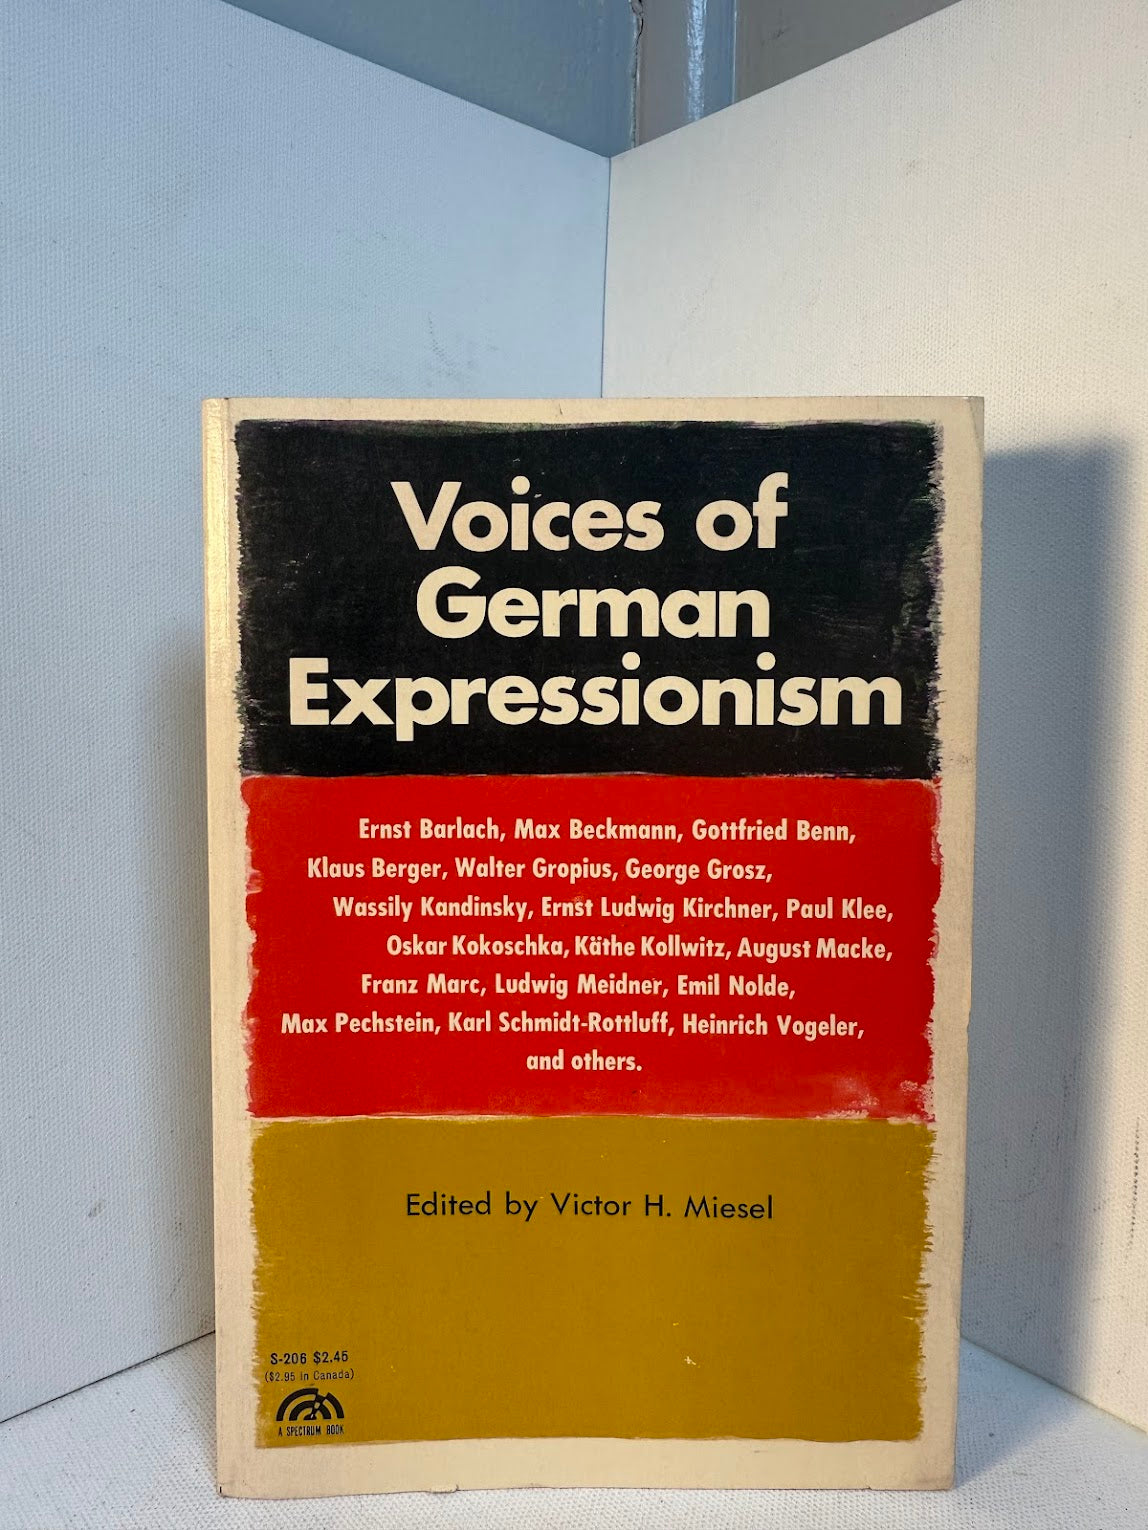 Voices of
German
Expressionism
Ernst Barlach, Max Beckmann, Gottfried Benn,
Klaus Berger, Walter Gropius, George Grosz,
Wassily Kandinsky, Ernst Ludwig Kirchner, Paul Klee,
Oskar Kokoschka, Käthe Kollwitz, August Macke,
Franz Marc, Ludwig Meidner, Emil Nolde,
Max Pechstein, Karl Schmidt-Rottluff, Heinrich Vogeler,
and others.
Edited by Victor H. Miesel
S-206 $2.45
($2.95 in Canada)
A SPECTRUM BOOK